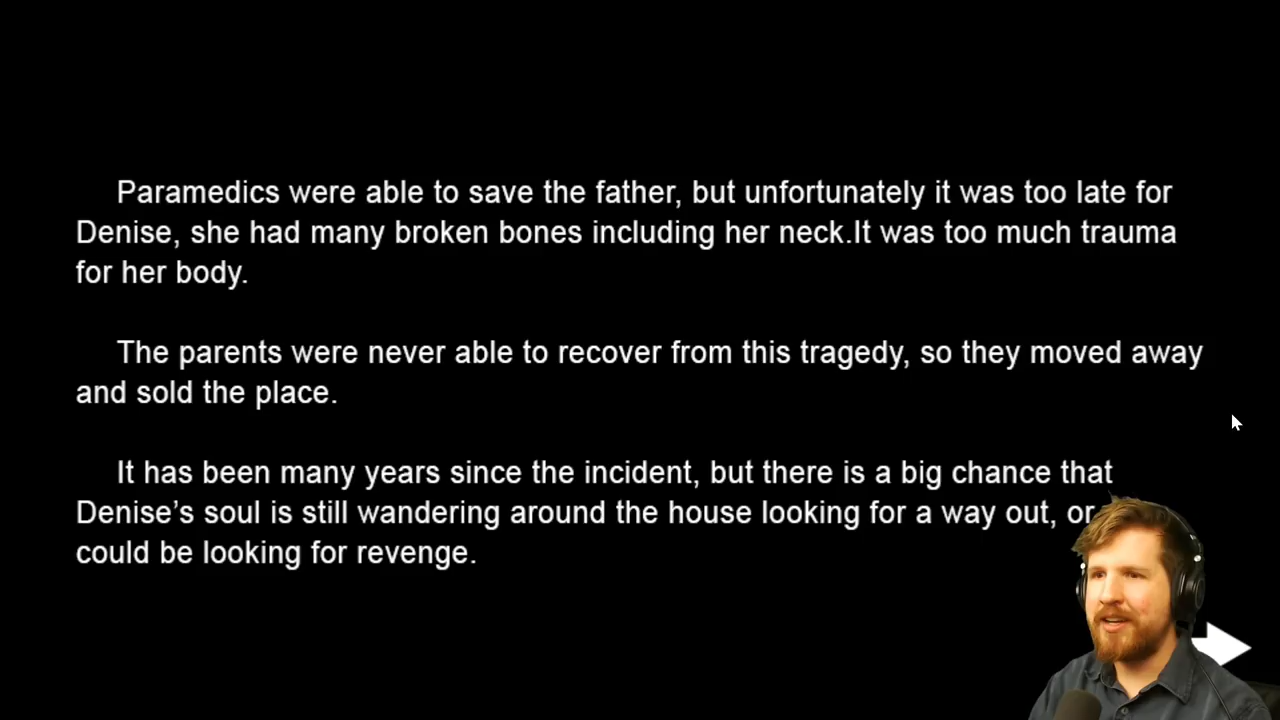 Paramedics were able to save the father, but unfortunately it was too late for
Denise, she had many broken bones including her neck.It was too much trauma
for her body.
The parents were never able to recover from this tragedy, so they moved away
and sold the place.
It has been many years since the incident, but there is a big chance that
Denise’s soul is still wandering around the house looking for a way out, or
could be looking for revenge.